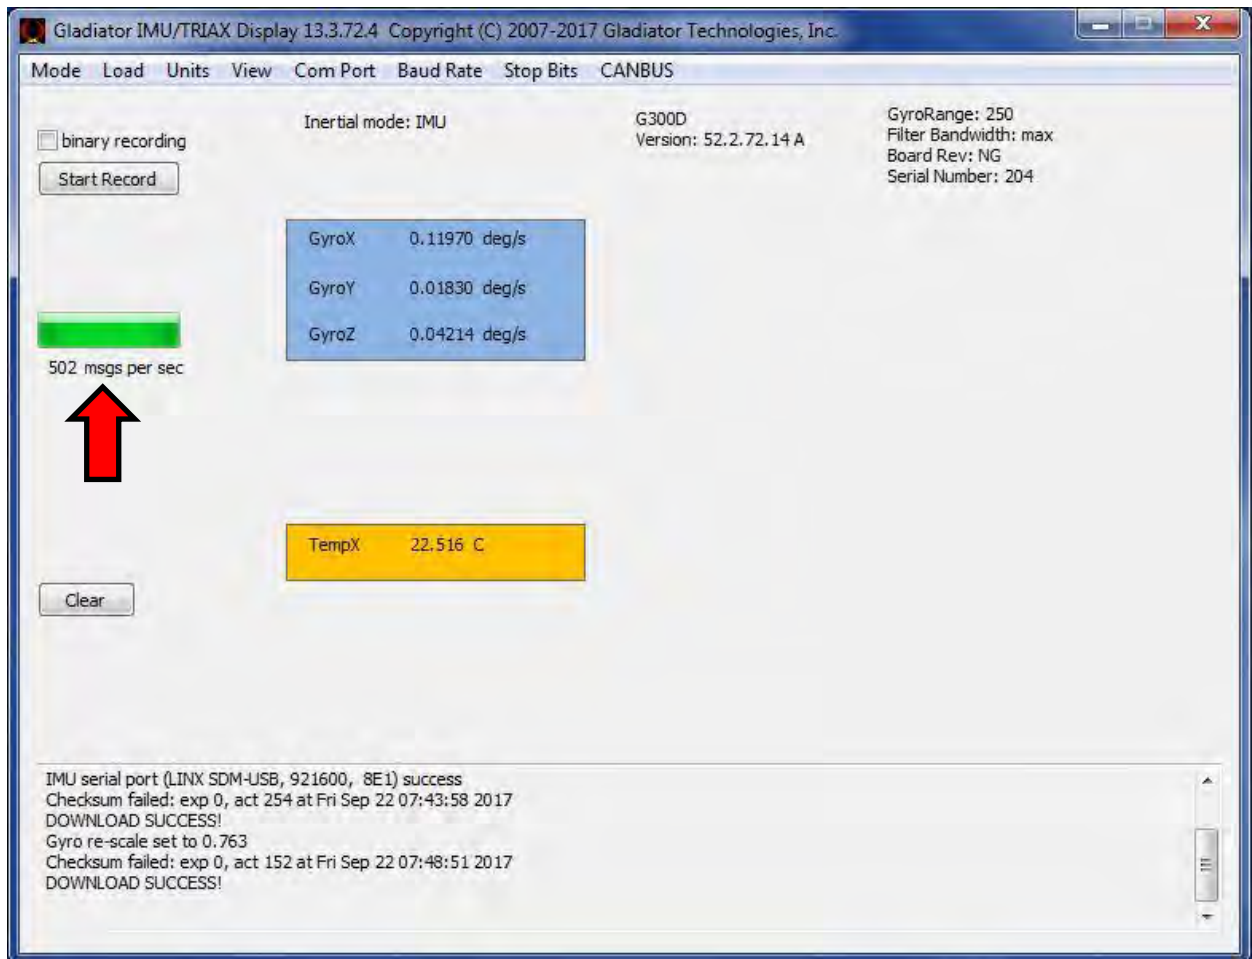 Gladiator IMU/TRIAX Display 13.3.72.4 Copyright (C) 2007-2017 Gladiator Technologies, Inc.
Mode Load Units View Com Port Baud Rate Stop Bits CANBUS
binary recording
Start Record
Inertial mode: IMU
G300D
Version: 52.2.72.14 A
GyroRange: 250
Filter Bandwidth: max
Board Rev: NG
Serial Number: 204
GyroX 0.11970 deg/s
GyroY 0.01830 deg/s
GyroZ 0.04214 deg/s
502 msgs per sec
TempX 22.516 C
Clear
IMU serial port (LINX SDM-USB, 921600, 8E1) success
Checksum failed: exp 0, act 254 at Fri Sep 22 07:43:58 2017
DOWNLOAD SUCCESS!
Gyro re-scale set to 0.763
Checksum failed: exp 0, act 152 at Fri Sep 22 07:48:51 2017
DOWNLOAD SUCCESS!